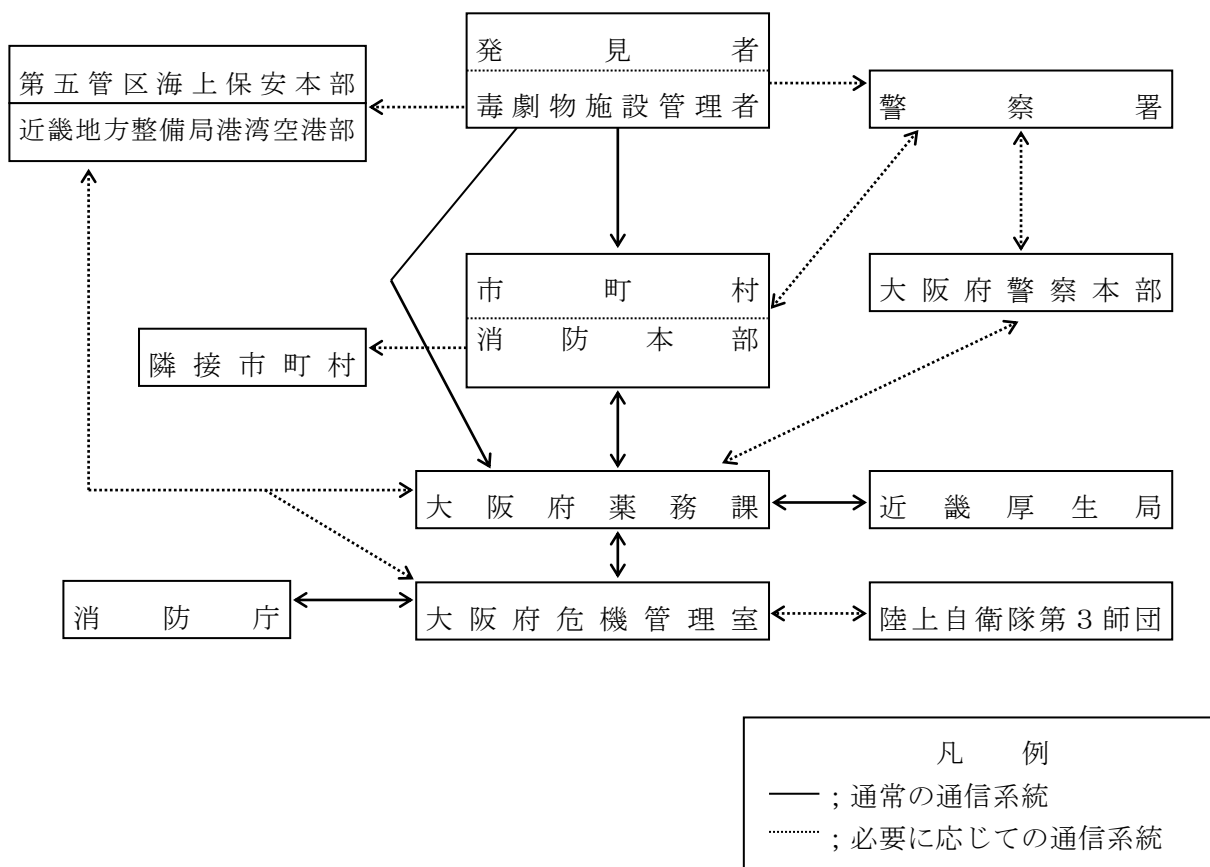 発見者
毒劇物施設管理者
第五管区海上保安本部
近畿地方整備局港湾空港部
警察署
市町村
消防本部
大阪府警察本部
隣接市町村
大阪府薬務課
近畿厚生局
消防庁
大阪府危機管理室
陸上自衛隊第3師団
凡例
;通常の通信系統
;必要に応じての通信系統